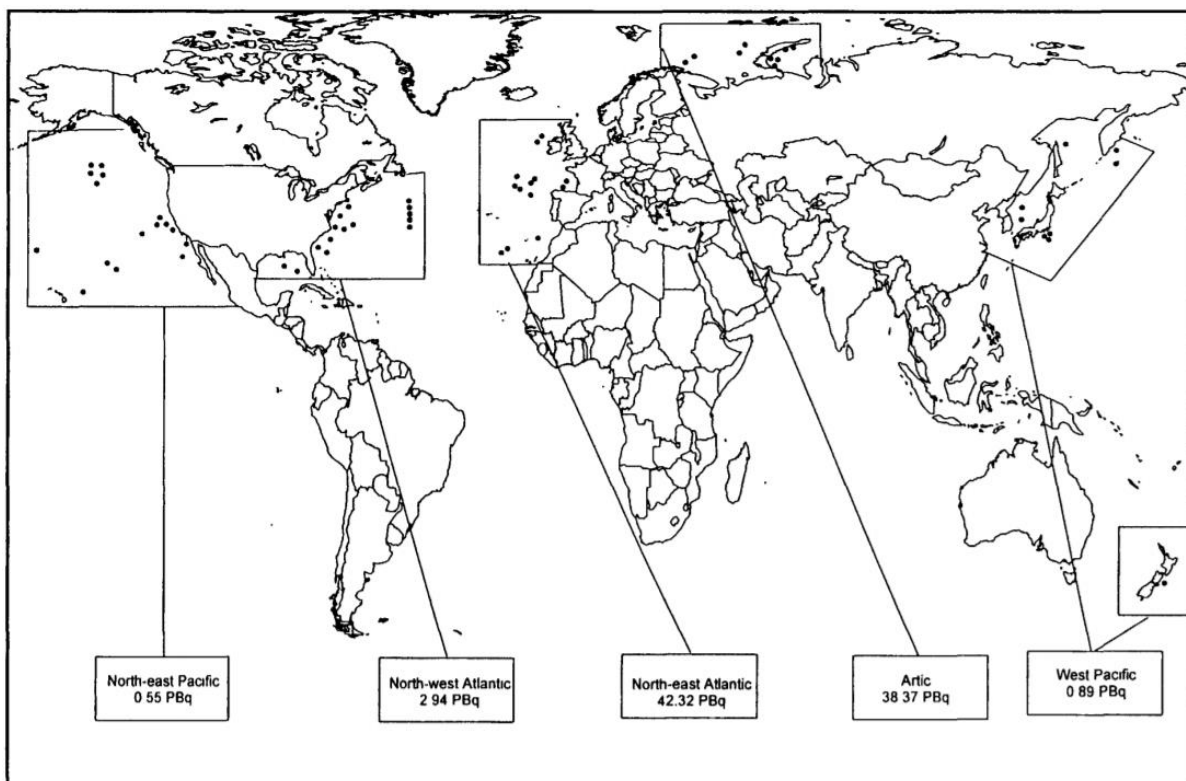 North-east Pacific
0 55 PBq
North-west Atlantic
2 94 PBq
North-east Atlantic
42.32 PBq
Artic
38 37 PBq
West Pacific
0 89 PBq